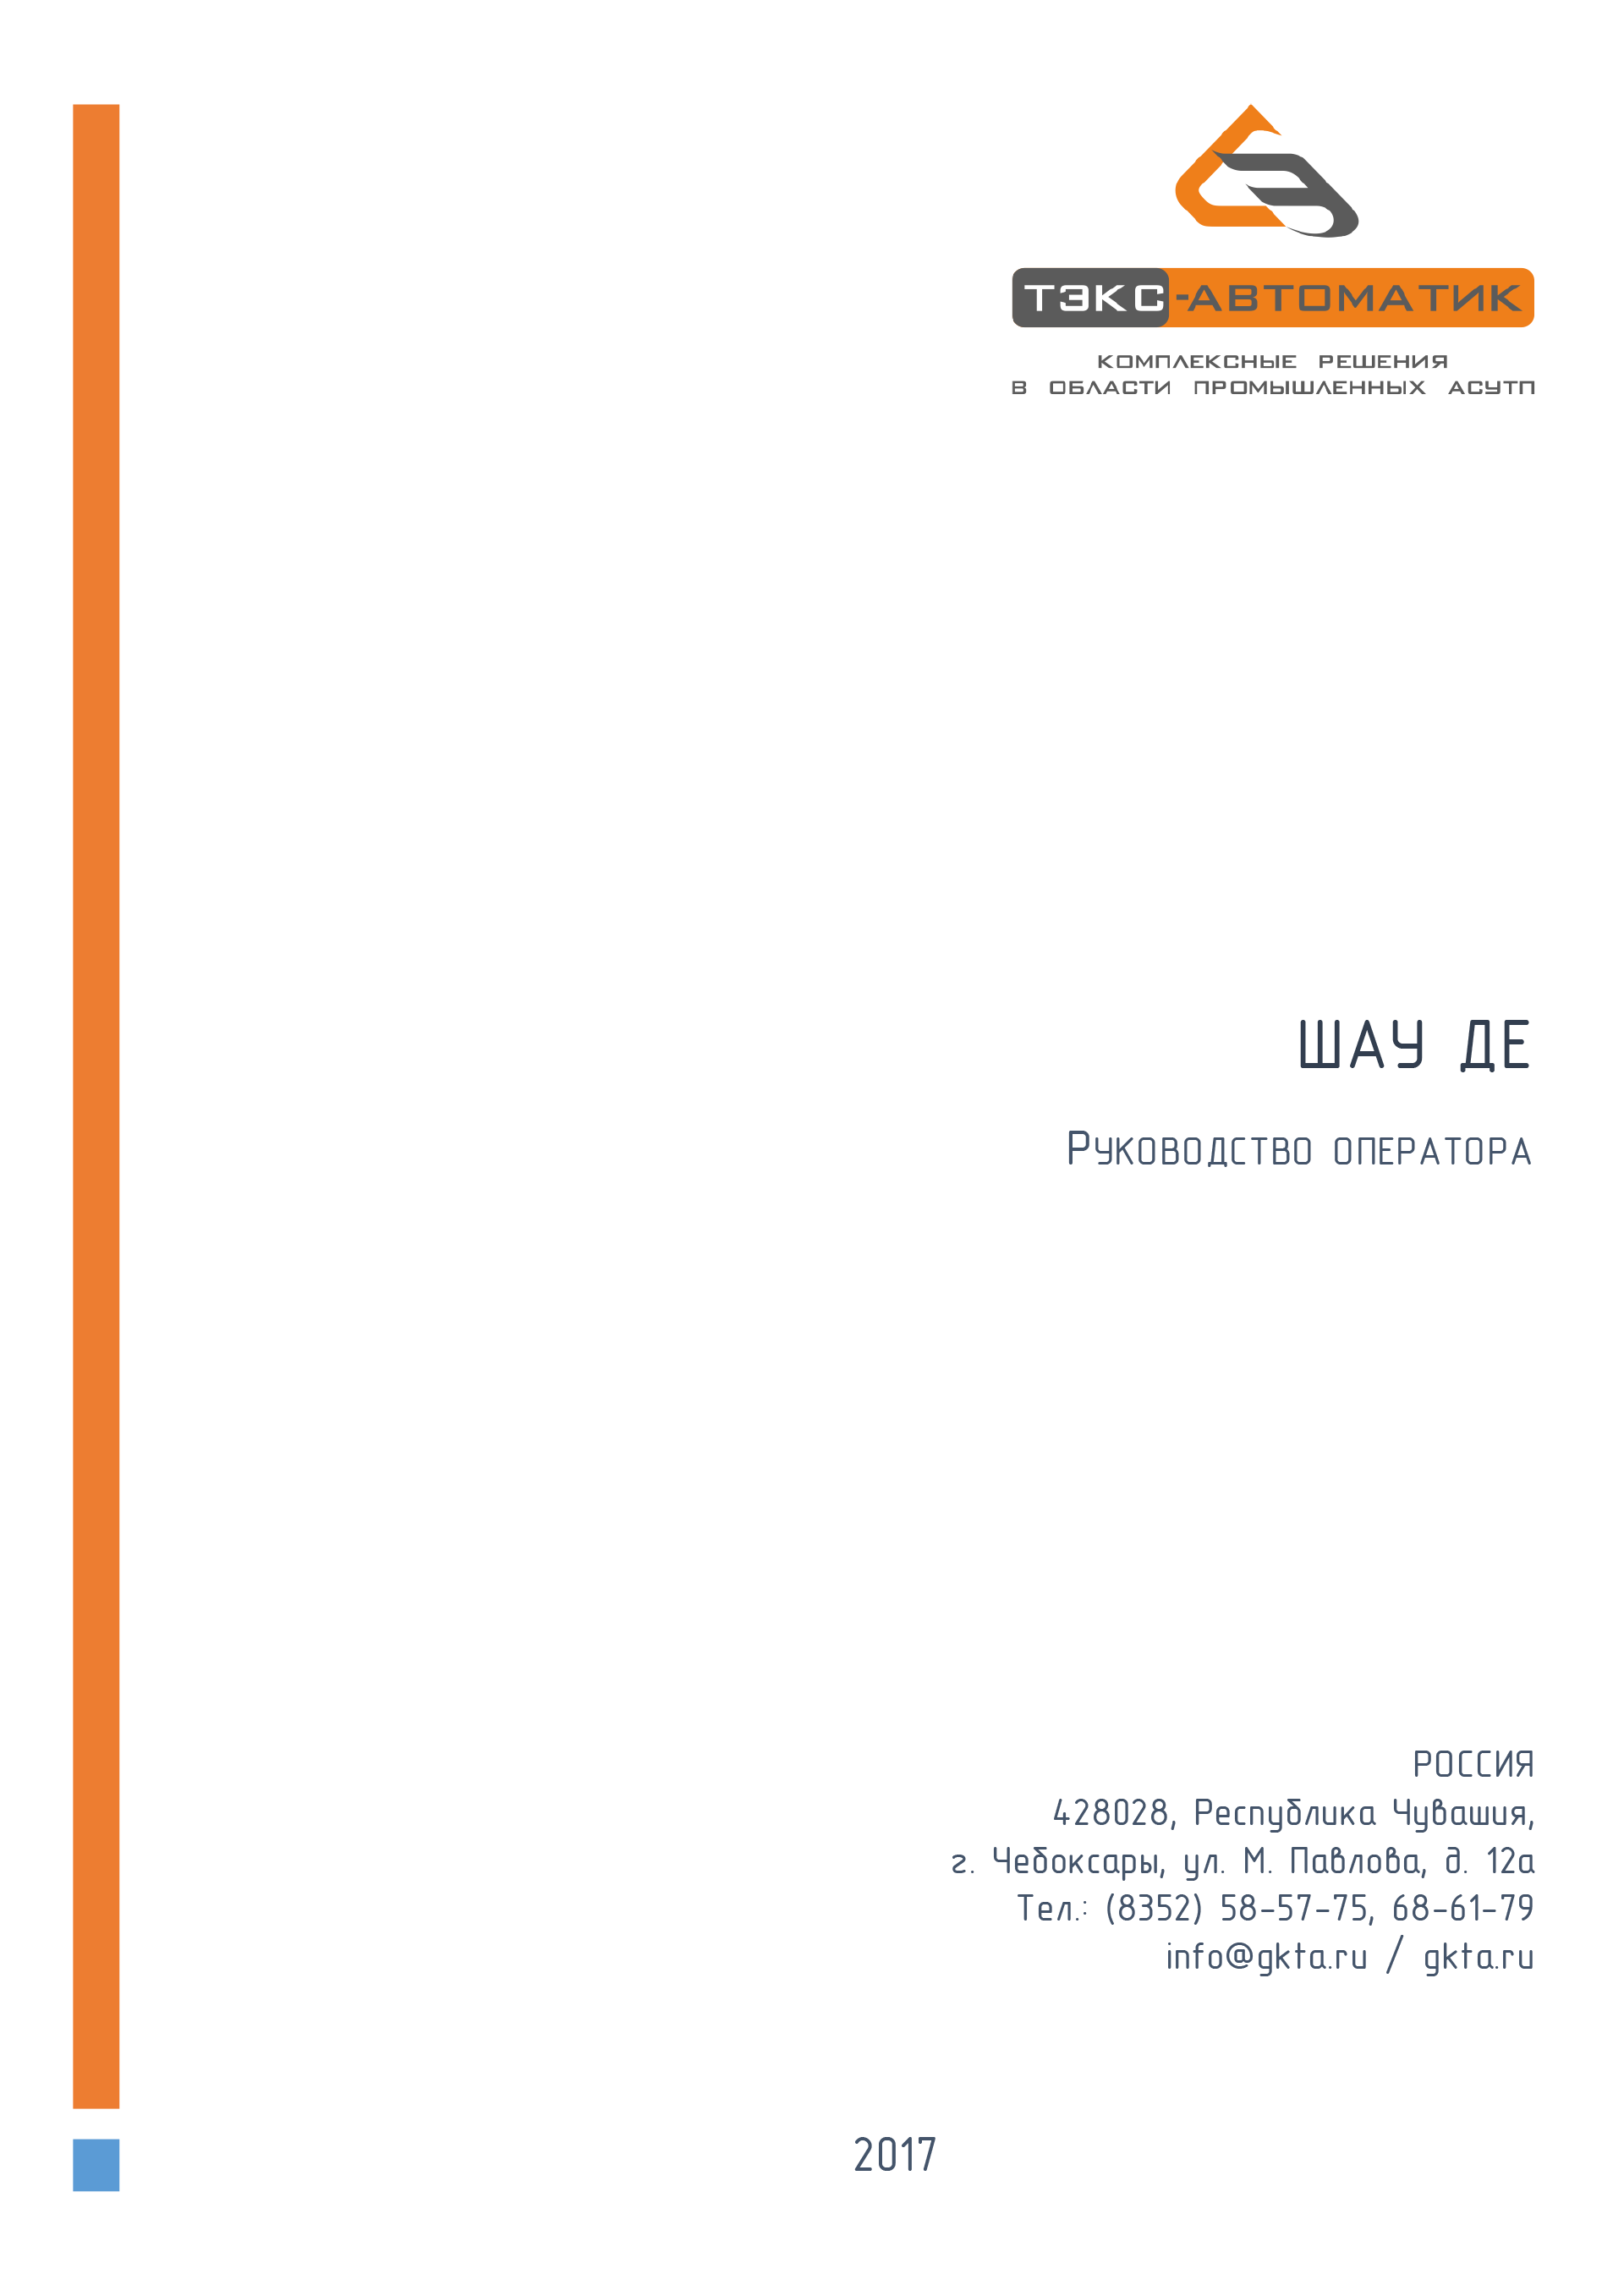 ТЭКС-АВТОМАТИК
КОМПЛЕКСНЫЕ РЕШЕНИЯ
В ОБЛАСТИ ПРОМЫШЛЕННЫХ АСУТП
ШАУ ДЕ
Руководство оператора
РОССИЯ
428028, Республика Чувашия,
г. Чебоксары, ул. М. Павлова, д. 12а
Тел.: (8352) 58-57-75, 68-61-79
info@gkta.ru / gkta.ru
2017